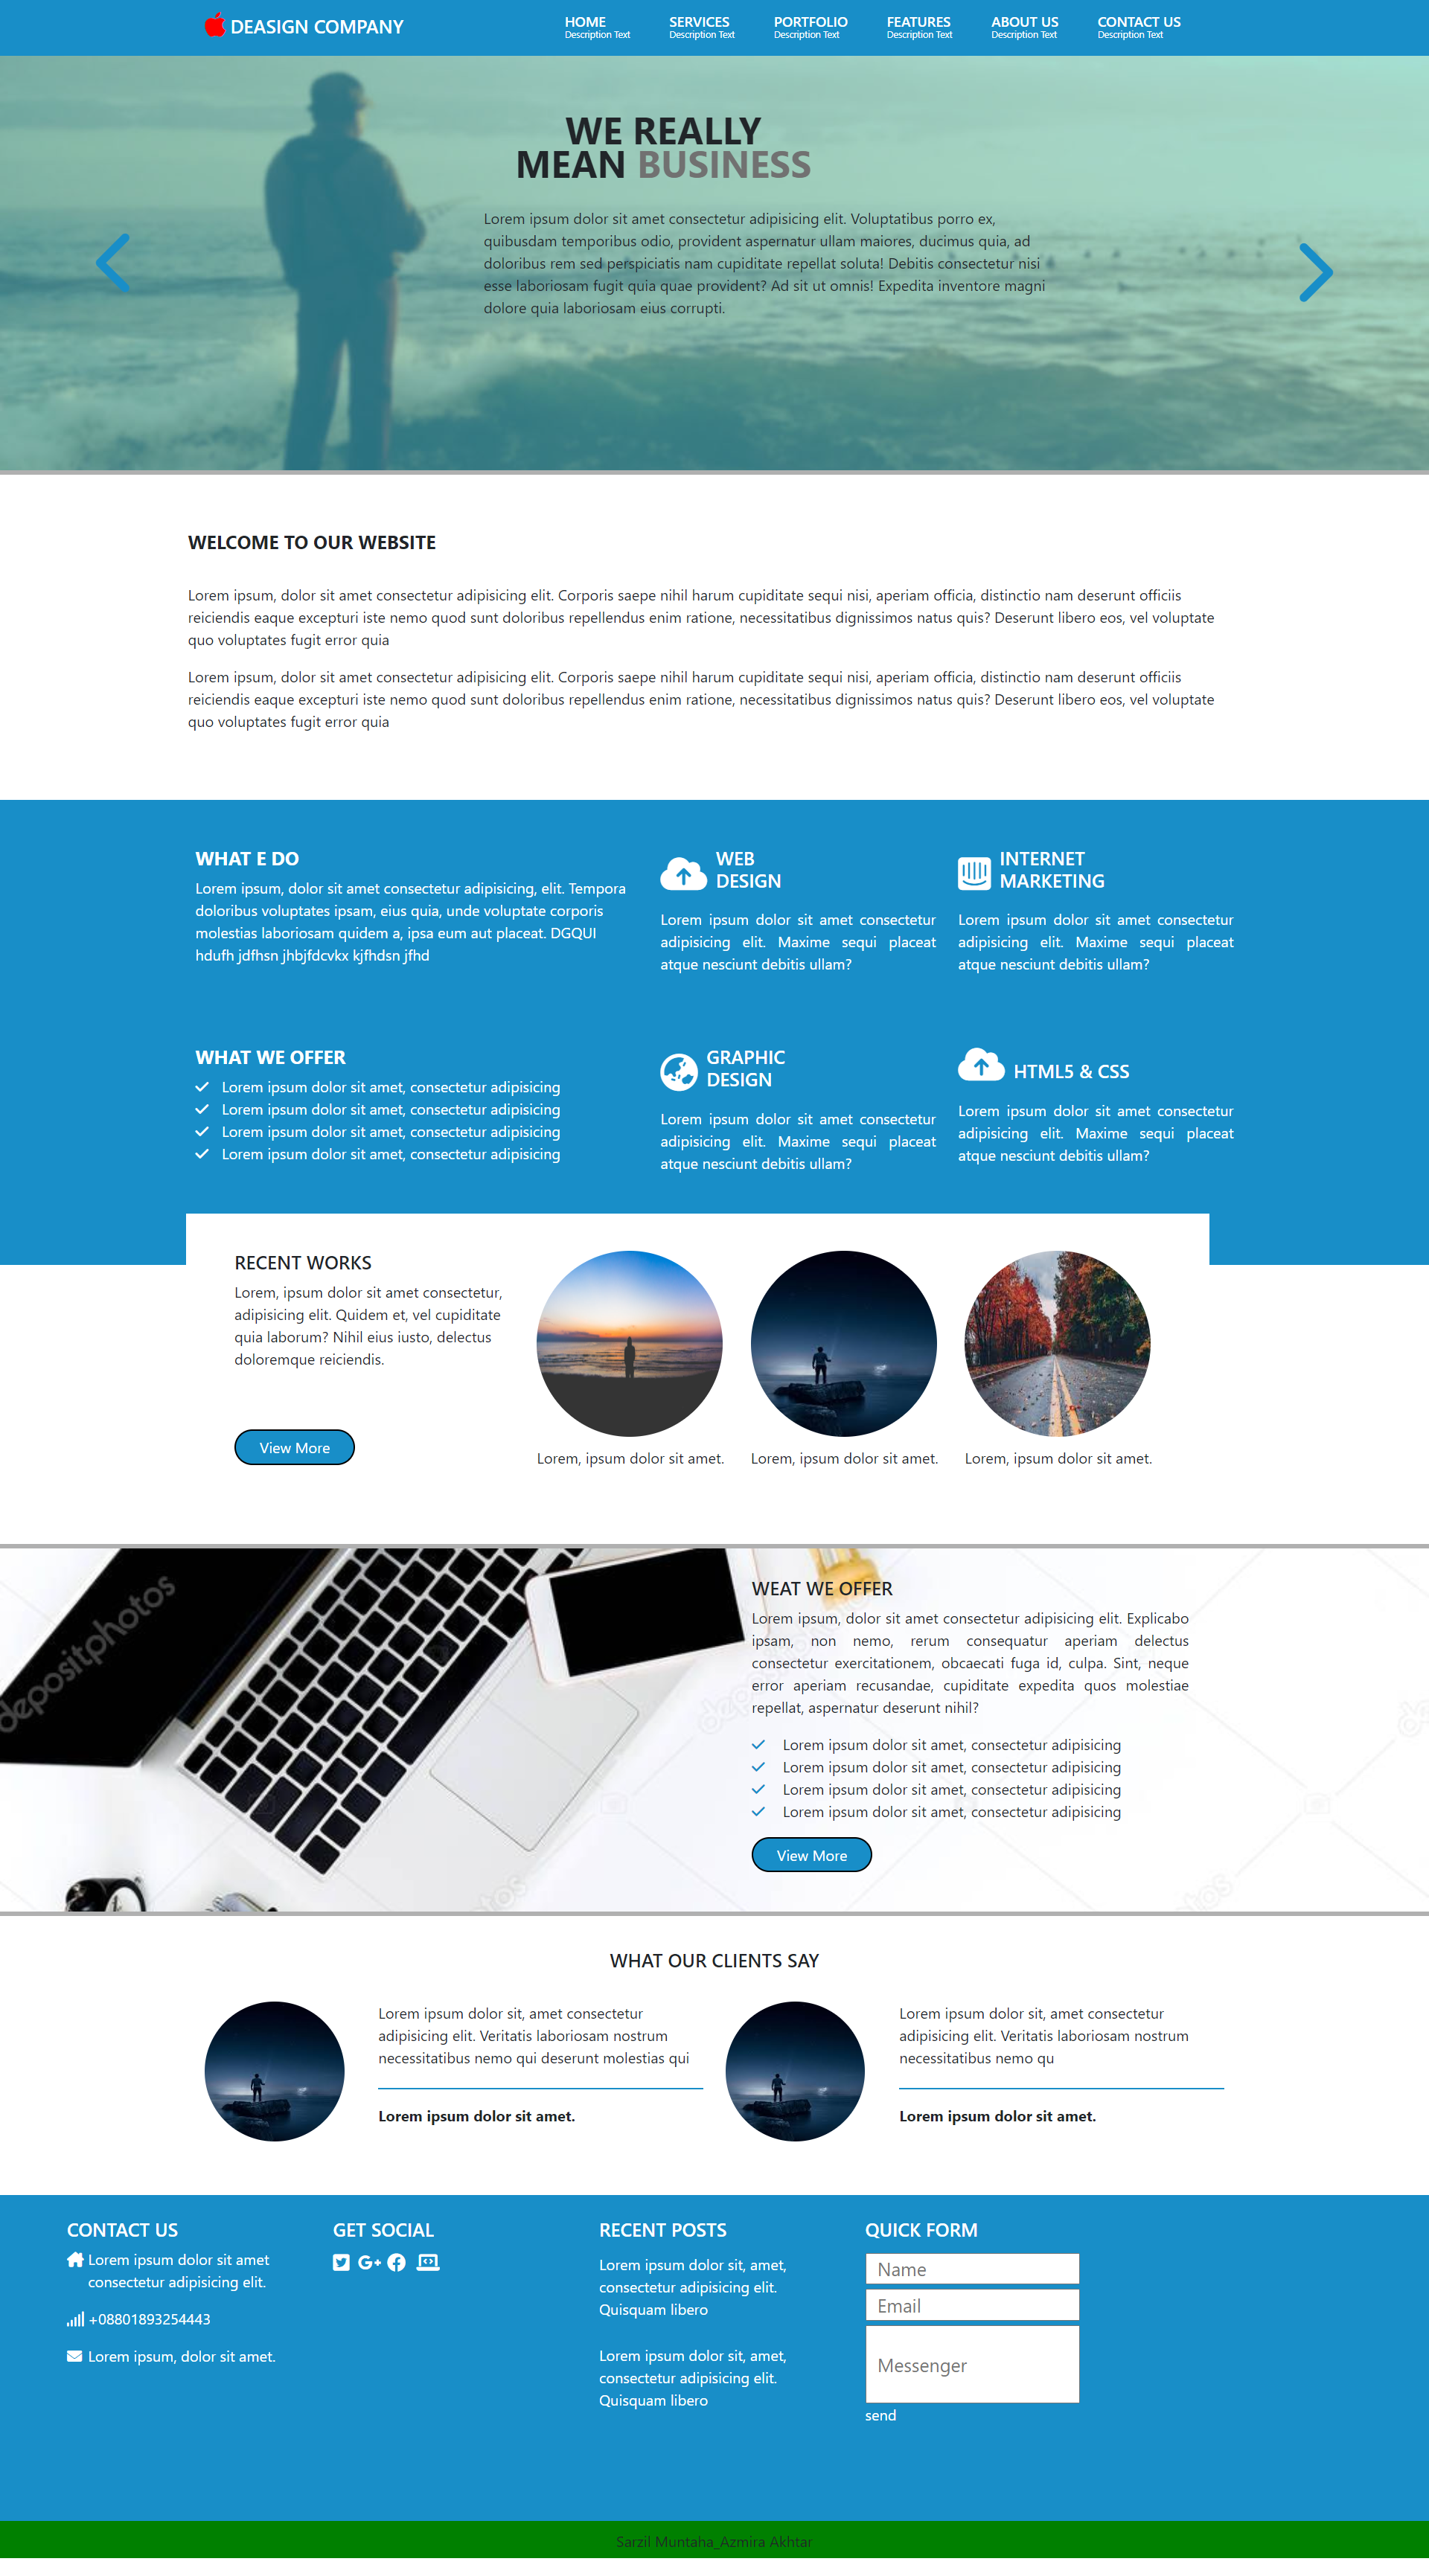 DEASIGN COMPANY
HOME
Description Text
SERVICES
Description Text
PORTFOLIO
Description Text
FEATURES
Description Text
ABOUT US
Description Text
CONTACT US
Description Text
WE REALLY
MEAN BUSINESS
Lorem ipsum dolor sit amet consectetur adipisicing elit. Voluptatibus porro ex,
quibusdam temporibus odio, provident aspernatur ullam maiores, ducimus quia, ad
doloribus rem sed perspiciatis nam cupiditate repellat soluta! Debitis consectetur nisi
esse laboriosam fugit quia quae provident? Ad sit ut omnis! Expedita inventore magni
dolore quia laboriosam eius corrupti.
WELCOME TO OUR WEBSITE
Lorem ipsum, dolor sit amet consectetur adipisicing elit. Corporis saepe nihil harum cupiditate sequi nisi, aperiam officia, distinctio nam deserunt officiis
reiciendis eaque excepturi iste nemo quod sunt doloribus repellendus enim ratione, necessitatibus dignissimos natus quis? Deserunt libero eos, vel voluptate
quo voluptates fugit error quia
Lorem ipsum, dolor sit amet consectetur adipisicing elit. Corporis saepe nihil harum cupiditate sequi nisi, aperiam officia, distinctio nam deserunt officiis
reiciendis eaque excepturi iste nemo quod sunt doloribus repellendus enim ratione, necessitatibus dignissimos natus quis? Deserunt libero eos, vel voluptate
quo voluptates fugit error quia
WHAT E DO
Lorem ipsum, dolor sit amet consectetur adipisicing, elit. Tempora
doloribus voluptates ipsam, eius quia, unde voluptate corporis
molestias laboriosam quidem a, ipsa eum aut placeat. DGQUI
hdufh jdfhsn jhbjfdcvkx kjfhdsn jfhd
WEB
DESIGN
Lorem ipsum dolor sit amet consectetur
adipisicing elit. Maxime sequi placeat
atque nesciunt debitis ullam?
INTERNET
MARKETING
Lorem ipsum dolor sit amet consectetur
adipisicing elit. Maxime sequi placeat
atque nesciunt debitis ullam?
WHAT WE OFFER
Lorem ipsum dolor sit amet, consectetur adipisicing
Lorem ipsum dolor sit amet, consectetur adipisicing
Lorem ipsum dolor sit amet, consectetur adipisicing
Lorem ipsum dolor sit amet, consectetur adipisicing
GRAPHIC
DESIGN
Lorem ipsum dolor sit amet consectetur
adipisicing elit. Maxime sequi placeat
atque nesciunt debitis ullam?
HTML5 & CSS
Lorem ipsum dolor sit amet consectetur
adipisicing elit. Maxime sequi placeat
atque nesciunt debitis ullam?
RECENT WORKS
Lorem, ipsum dolor sit amet consectetur,
adipisicing elit. Quidem et, vel cupiditate
quia laborum? Nihil eius iusto, delectus
doloremque reiciendis.
View More
Lorem, ipsum dolor sit amet.
Lorem, ipsum dolor sit amet.
Lorem, ipsum dolor sit amet.
depositphotos
WEAT WE OFFER
Lorem ipsum, dolor sit amet consectetur adipisicing elit. Explicabo
ipsam, non nemo, rerum consequatur aperiam delectus
consectetur exercitationem, obcaecati fuga id, culpa. Sint, neque
error aperiam recusandae, cupiditate expedita quos molestiae
repellat, aspernatur deserunt nihil?
Lorem ipsum dolor sit amet, consectetur adipisicing
Lorem ipsum dolor sit amet, consectetur adipisicing
Lorem ipsum dolor sit amet, consectetur adipisicing
Lorem ipsum dolor sit amet, consectetur adipisicing
View More
WHAT OUR CLIENTS SAY
Lorem ipsum dolor sit, amet consectetur
adipisicing elit. Veritatis laboriosam nostrum
necessitatibus nemo qui deserunt molestias qui
Lorem ipsum dolor sit amet.
Lorem ipsum dolor sit, amet consectetur
adipisicing elit. Veritatis laboriosam nostrum
necessitatibus nemo qu
Lorem ipsum dolor sit amet.
CONTACT US
Lorem ipsum dolor sit amet
consectetur adipisicing elit.
+08801893254443
Lorem ipsum, dolor sit amet.
GET SOCIAL
G+
RECENT POSTS
Lorem ipsum dolor sit, amet,
consectetur adipisicing elit.
Quisquam libero
Lorem ipsum dolor sit, amet,
consectetur adipisicing elit.
Quisquam libero
QUICK FORM
Name
Email
Messenger
send
Sarzil Muntaha_Azmira Akhtar